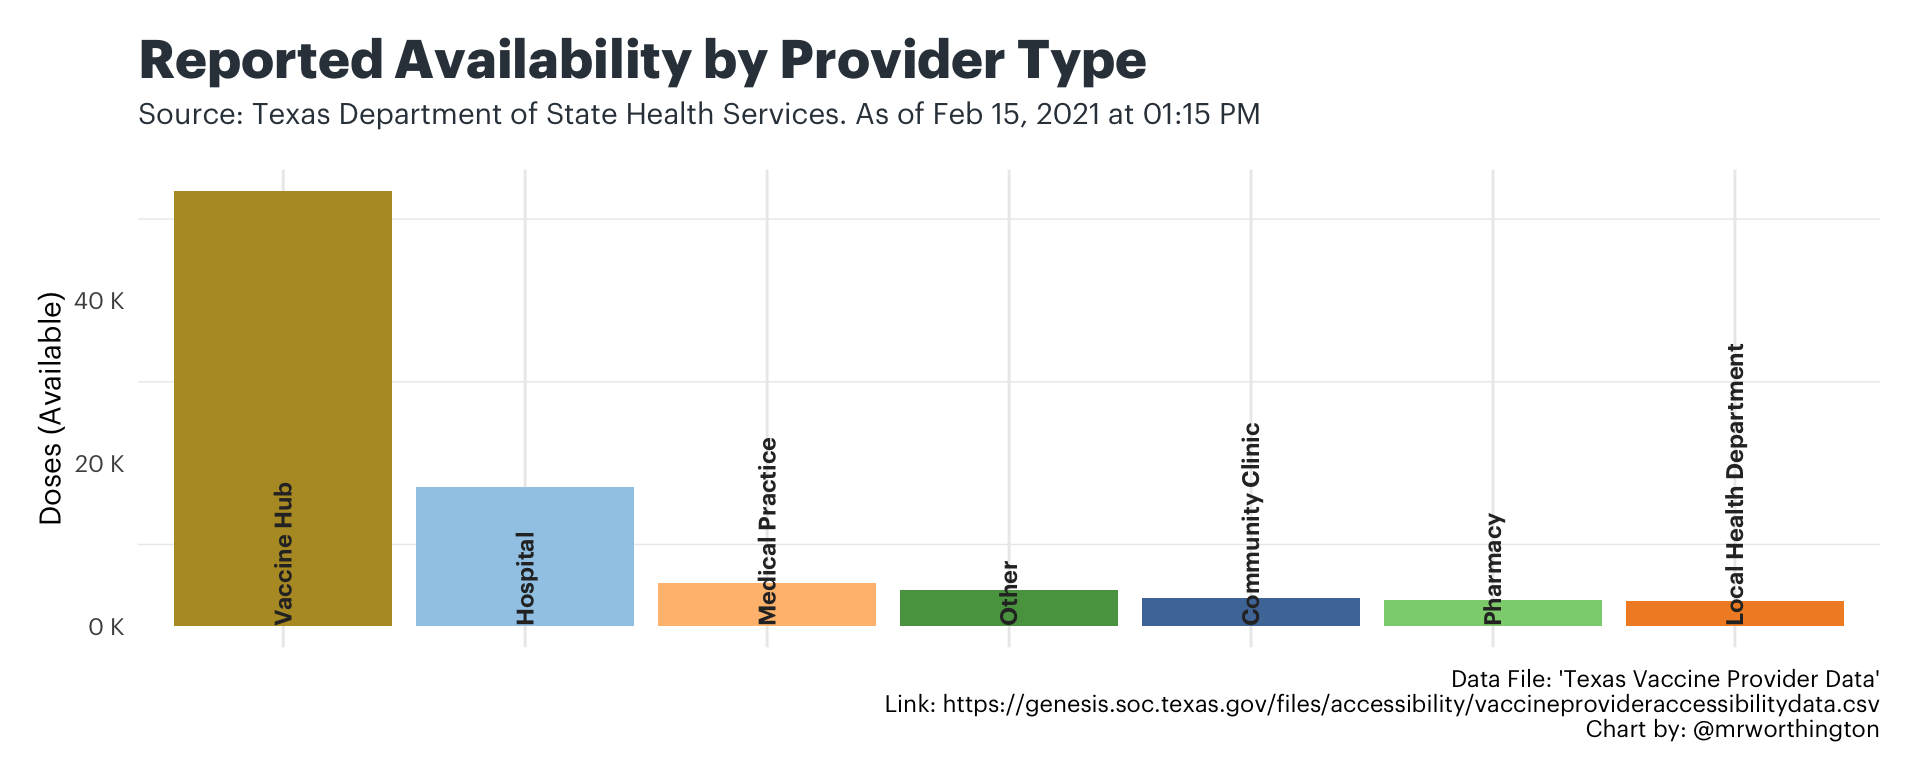 Reported Availability by Provider Type
Source: Texas Department of State Health Services. As of Feb 15, 2021 at 01:15 PM
Doses (Available)
40 K
20 K
0 K
Vaccine Hub
Hospital
Medical Practice
Other
Community Clinic
Pharmacy
Local Health Department
Data File: 'Texas Vaccine Provider Data'
Link: https://genesis.soc.texas.gov/files/accessibility/vaccineprovideraccessibilitydata.csv
Chart by: @mrworthington